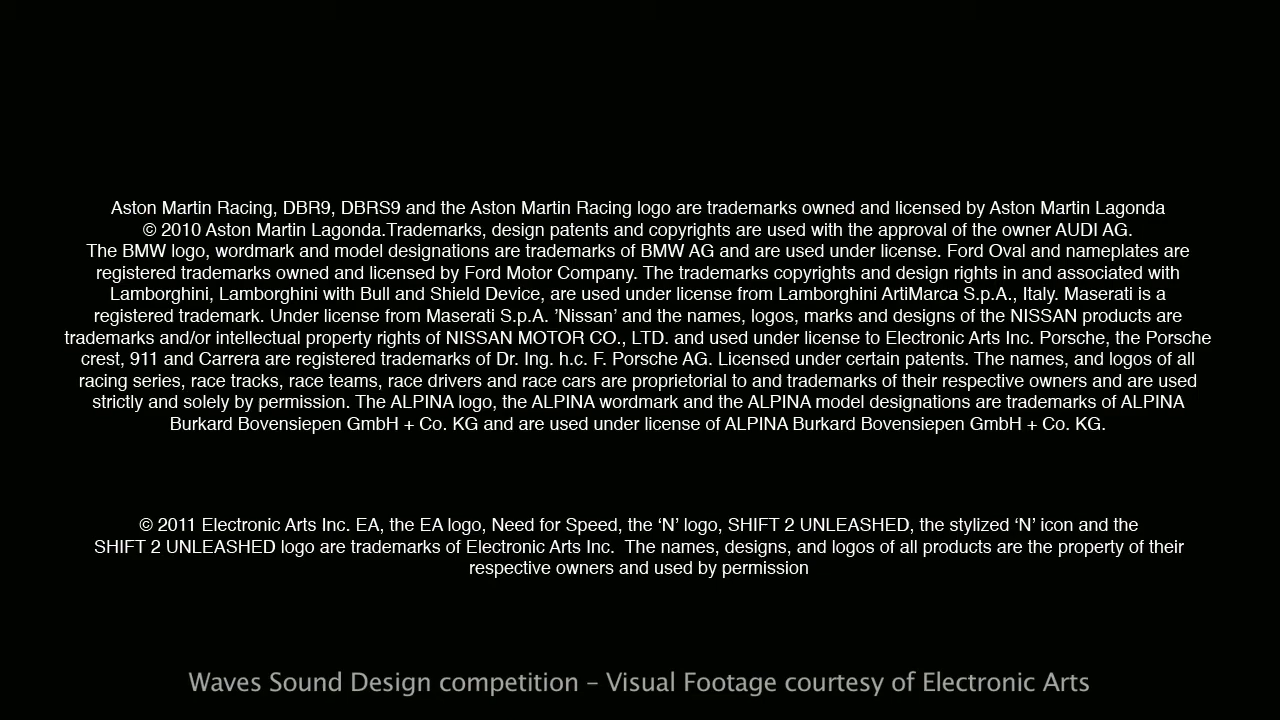 Aston Martin Racing, DBR9, DBRS9 and the Aston Martin Racing logo are trademarks owned and licensed by Aston Martin Lagonda
© 2010 Aston Martin Lagonda.Trademarks, design patents and copyrights are used with the approval of the owner AUDI AG.
The BMW logo, wordmark and model designations are trademarks of BMW AG and are used under license. Ford Oval and nameplates are
registered trademarks owned and licensed by Ford Motor Company. The trademarks copyrights and design rights in and associated with
Lamborghini, Lamborghini with Bull and Shield Device, are used under license from Lamborghini ArtiMarca S.p.A., Italy. Maserati is a
registered trademark. Under license from Maserati S.p.A. ’Nissan’ and the names, logos, marks and designs of the NISSAN products are
trademarks and/or intellectual property rights of NISSAN MOTOR CO., LTD. and used under license to Electronic Arts Inc. Porsche, the Porsche
crest, 911 and Carrera are registered trademarks of Dr. Ing. h.c. F. Porsche AG. Licensed under certain patents. The names, and logos of all
racing series, race tracks, race teams, race drivers and race cars are proprietorial to and trademarks of their respective owners and are used
strictly and solely by permission. The ALPINA logo, the ALPINA wordmark and the ALPINA model designations are trademarks of ALPINA
Burkard Bovensiepen GmbH + Co. KG and are used under license of ALPINA Burkard Bovensiepen GmbH + Co. KG.
© 2011 Electronic Arts Inc. EA, the EA logo, Need for Speed, the ‘N’ logo, SHIFT 2 UNLEASHED, the stylized ‘N’ icon and the
SHIFT 2 UNLEASHED logo are trademarks of Electronic Arts Inc.  The names, designs, and logos of all products are the property of their
respective owners and used by permission
Waves Sound Design competition – Visual Footage courtesy of Electronic Arts